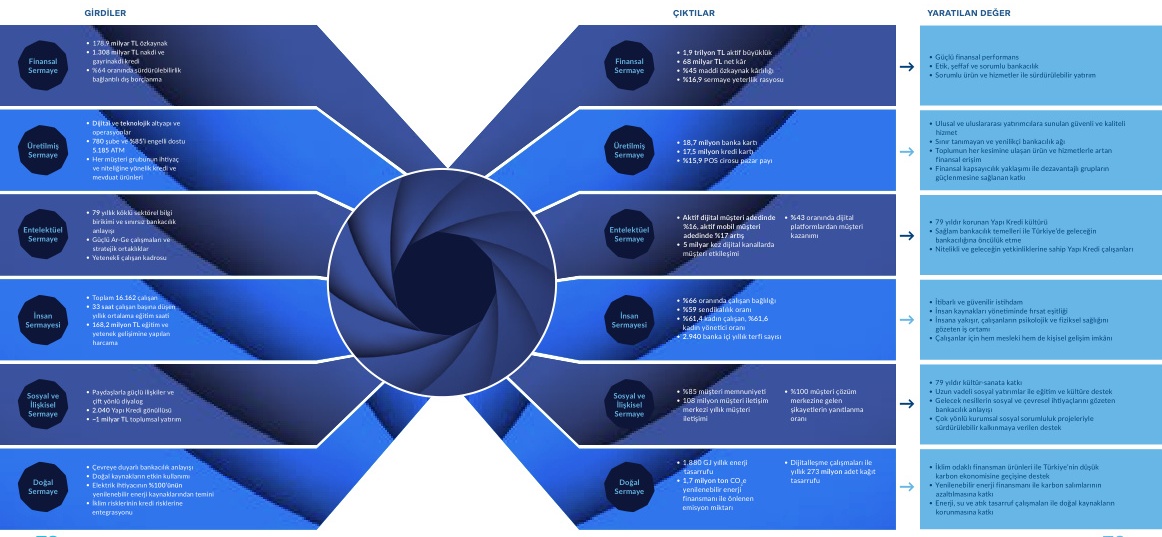 GİRDİLER
ÇIKTILAR
YARATILAN DEĞER
Finansal
Sermaye
• 178,9 milyar TL özkaynak
• 1.308 milyar TL nakdi ve
gayrinakdi kredi
• %64 oranında sürdürülebilirlik
bağlantılı dış borçlanma
Finansal
Sermaye
• 1,9 trilyon TL aktif büyüklük
• 68 milyar TL net kâr
• %45 maddi özkaynak kârlılığı
• %16,9 sermaye yeterlilik rasyosu
• Güçlü finansal performans
• Etik, şeffaf ve sorumlu bankacılık
• Sorumlu ürün ve hizmetler ile sürdürülebilir yatırım
Üretilmiş
Sermaye
• Dijital ve teknolojik altyapı ve
operasyonlar
• 780 şube ve %85'i engelli dostu
5.185 ATM
• Her müşteri grubunun ihtiyaç
ve niteliğine yönelik kredi ve
mevduat ürünleri
Üretilmiş
Sermaye
• 18,7 milyon banka kartı
• 17,5 milyon kredi kartı
• %15,9 POS cirosu pazar payı
• Ulusal ve uluslararası yatırımcılara sunulan güvenli ve kaliteli
hizmet
• Sınır tanımayan ve yenilikçi bankacılık ağı
• Toplumun her kesimine ulaşan ürün ve hizmetlerle artan
finansal erişim
• Finansal kapsayıcılık yaklaşımı ile dezavantajlı grupların
güçlenmesine sağlanan katkı
Entelektüel
Sermaye
• 79 yıllık köklü sektörel bilgi
birikimi ve sınırsız bankacılık
anlayışı
• Güçlü Ar-Ge çalışmaları ve
stratejik ortaklıklar
• Yetenekli çalışan kadrosu
Entelektüel
Sermaye
• Aktif dijital müşteri adedinde
%16, aktif mobil müşteri
adedinde %17 artış
• 5 milyar kez dijital kanallarda
müşteri etkileşimi
• %43 oranında dijital
platformlardan müşteri
kazanımı
• 79 yıldır korunan Yapı Kredi kültürü
• Sağlam bankacılık temelleri ile Türkiye'de geleceğin
bankacılığına öncülük etme
• Nitelikli ve geleceğin yetkinliklerine sahip Yapı Kredi çalışanları
İnsan
Sermayesi
• Toplam 16.162 çalışan
• 33 saat çalışan başına düşen
yıllık ortalama eğitim saati
• 168,2 milyon TL eğitim ve
yetenek gelişimine yapılan
harcama
İnsan
Sermayesi
• %66 oranında çalışan bağlılığı
• %59 sendikalılık oranı
• %61,4 kadın çalışan, %61,6
kadın yönetici oranı
• 2.940 banka içi yıllık terfi sayısı
• İtibarlı ve güvenilir istihdam
• İnsan kaynakları yönetiminde fırsat eşitliği
• İnsana yakışır, çalışanların psikolojik ve fiziksel sağlığını
gözeten iş ortamı
• Çalışanlar için hem mesleki hem de kişisel gelişim imkânı
Sosyal ve
İlişkisel
Sermaye
• Paydaşlarla güçlü ilişkiler ve
çift yönlü diyalog
• 2.040 Yapı Kredi gönüllüsü
• ~1 milyar TL toplumsal yatırım
Sosyal ve
İlişkisel
Sermaye
• %85 müşteri memnuniyeti
• 108 milyon müşteri iletişim
merkezi yıllık müşteri
iletişimi
• %100 müşteri çözüm
merkezine gelen
şikayetlerin yanıtlanma
oranı
• 79 yıldır kültür-sanata katkı
• Uzun vadeli sosyal yatırımlar ile eğitim ve kültüre destek
• Gelecek nesillerin sosyal ve çevresel ihtiyaçlarını gözeten
bankacılık anlayışı
• Çok yönlü kurumsal sosyal sorumluluk projeleriyle
sürdürülebilir kalkınmaya verilen destek
Doğal
Sermaye
• Çevreye duyarlı bankacılık anlayışı
• Doğal kaynakların etkin kullanımı
• Elektrik ihtiyacının %100'ünün
yenilenebilir enerji kaynaklarından temini
• İklim risklerinin kredi risklerine
entegrasyonu
Doğal
Sermaye
• 1.880 GJ yıllık enerji
tasarrufu
• 1,7 milyon ton CO₂e
yenilenebilir enerji
finansmanı ile önlenen
emisyon miktarı
• Dijitalleşme çalışmaları ile
yıllık 273 milyon adet kağıt
tasarrufu
• İklim odaklı finansman ürünleri ile Türkiye'nin düşük
karbon ekonomisine geçişine destek
• Yenilenebilir enerji finansmanı ile karbon salımlarının
azaltılmasına katkı
• Enerji, su ve atık tasarruf çalışmaları ile doğal kaynakların
korunmasına katkı